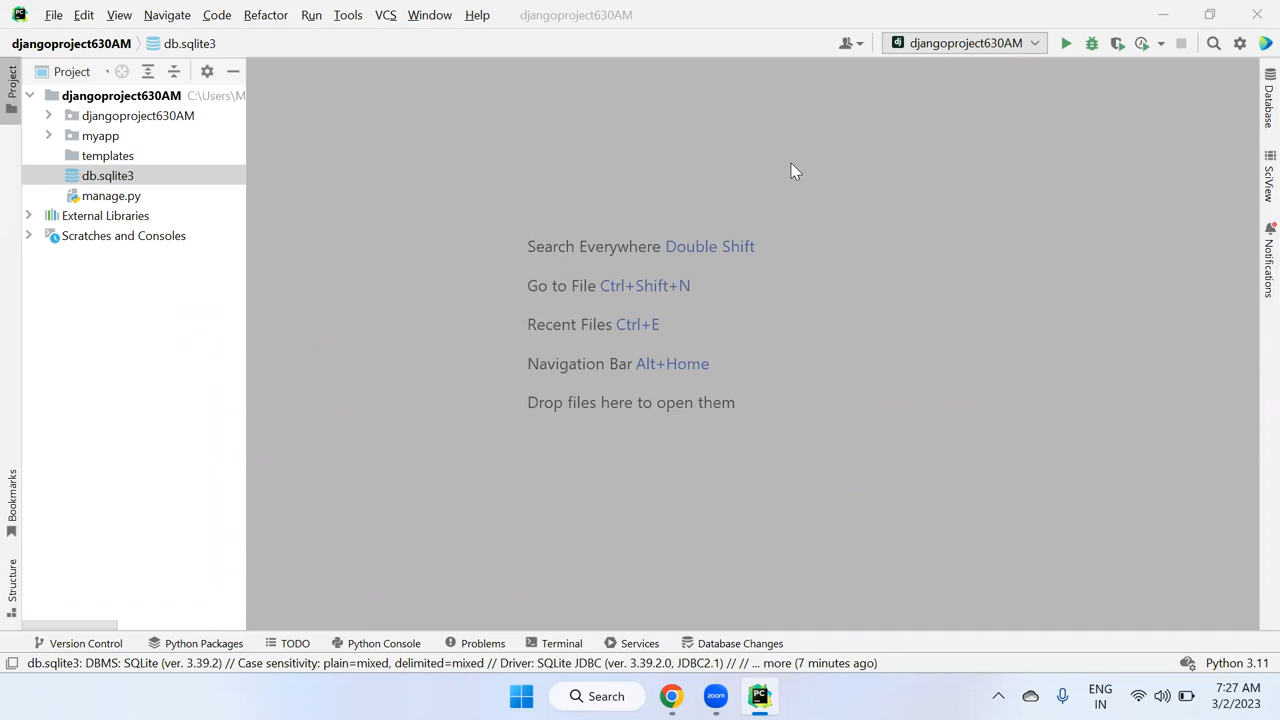 File Edit View Navigate Code Refactor Run Tools VCS Window Help djangoproject630AM
djangoproject630AM db.sqlite3 djangoproject630AM
Project
djangoproject630AM C:\Users\M
djangoproject630AM
myapp
templates
db.sqlite3
manage.py
External Libraries
Scratches and Consoles
Project
Bookmarks
Structure
Search Everywhere Double Shift
Go to File Ctrl+Shift+N
Recent Files Ctrl+E
Navigation Bar Alt+Home
Drop files here to open them
Database
SciView
Notifications
Version Control Python Packages TODO Python Console Problems Terminal Services Database Changes
db.sqlite3: DBMS: SQLite (ver. 3.39.2) // Case sensitivity: plain=mixed, delimited=mixed // Driver: SQLite JDBC (ver. 3.39.2.0, JDBC2.1) // // ... more (7 minutes ago) Python 3.11
Search zoom PC ENG 7:27 AM
IN 3/2/2023